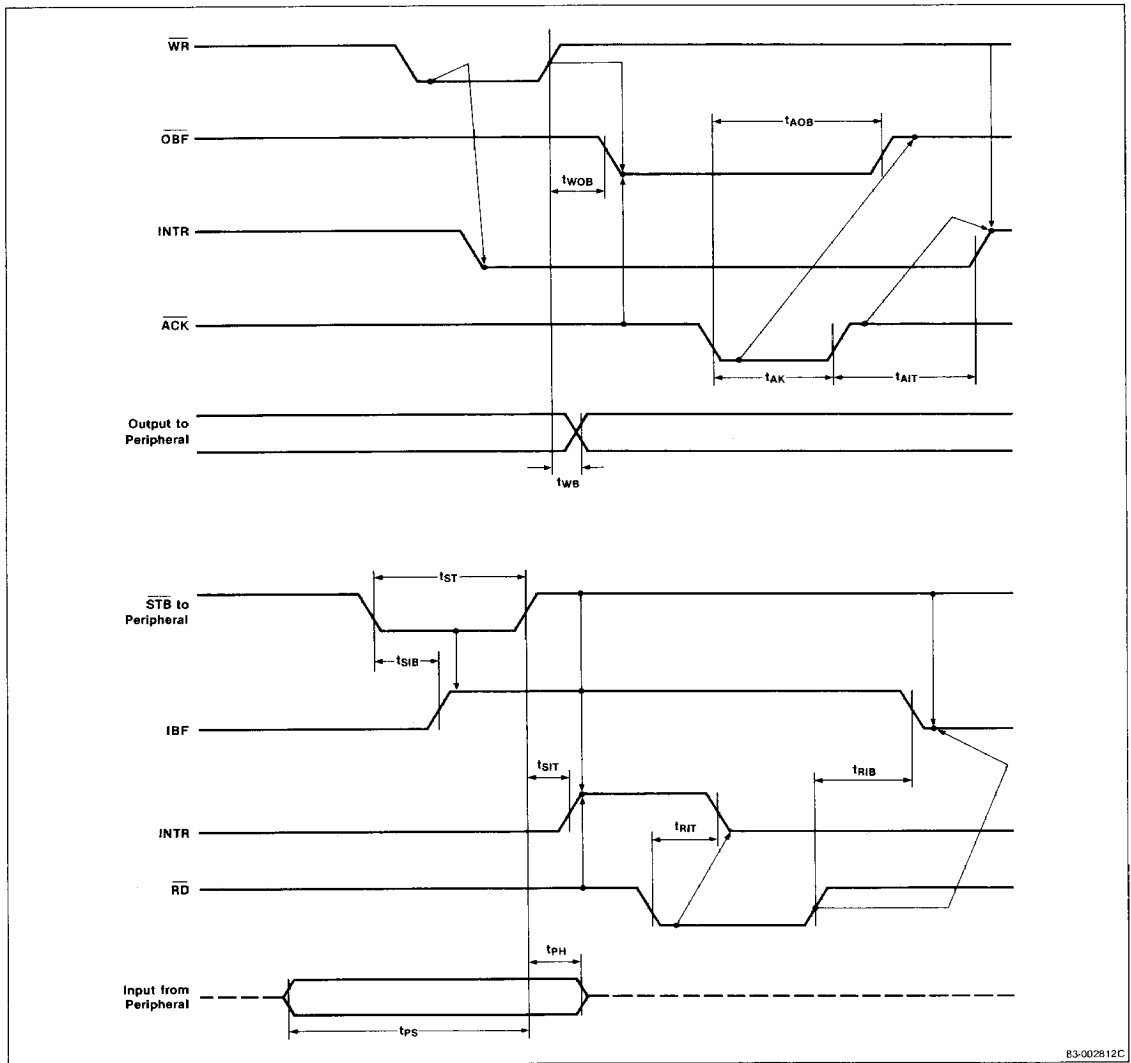 WR
OBF
tAOB
tWOB
INTR
ACK
tAK
tAIT
Output to
Peripheral
tWB
tST
STB to
Peripheral
tSIB
IBF
tSIT
tRIB
INTR
tRIT
RD
tPH
Input from
Peripheral
tPS
83-002812C